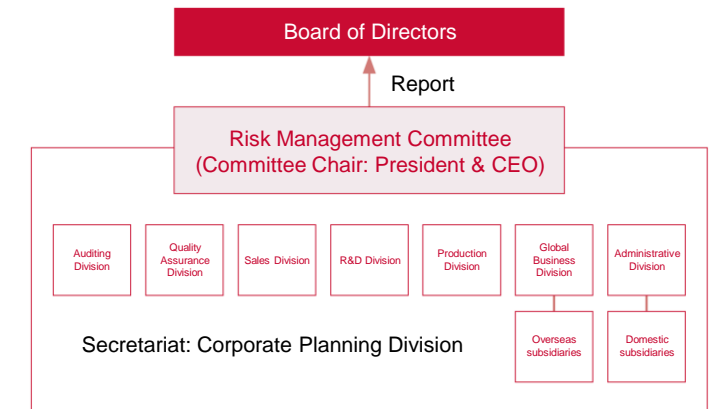 Board of Directors
Report
Risk Management Committee
(Committee Chair: President & CEO)
Auditing
Division
Quality
Assurance
Division
Sales Division
R&D Division
Production
Division
Global
Business
Division
Administrative
Division
Secretariat: Corporate Planning Division
Overseas
subsidiaries
Domestic
subsidiaries